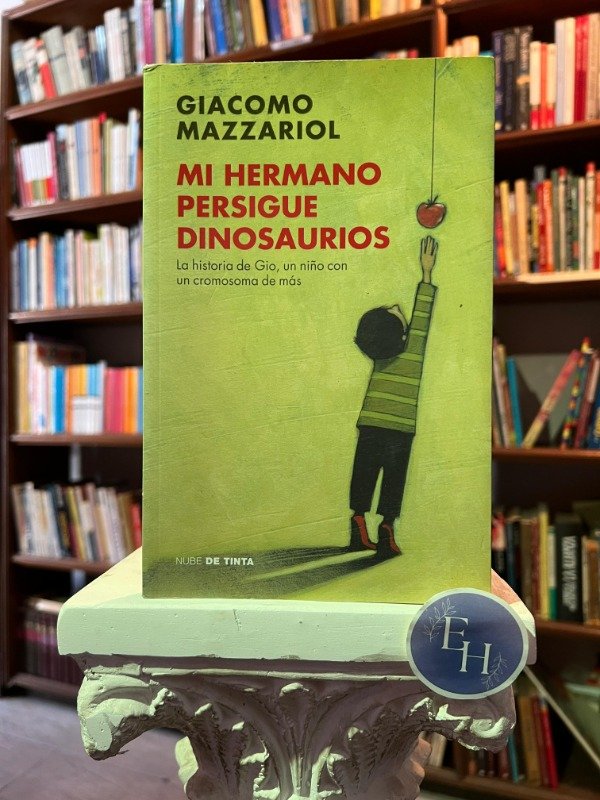 GIACOMO
MAZZARIOL
MI HERMANO
PERSIGUE
DINOSAURIOS
La historia de Gio, un niño con
un cromosoma de más
NUBE DE TINTA
EH